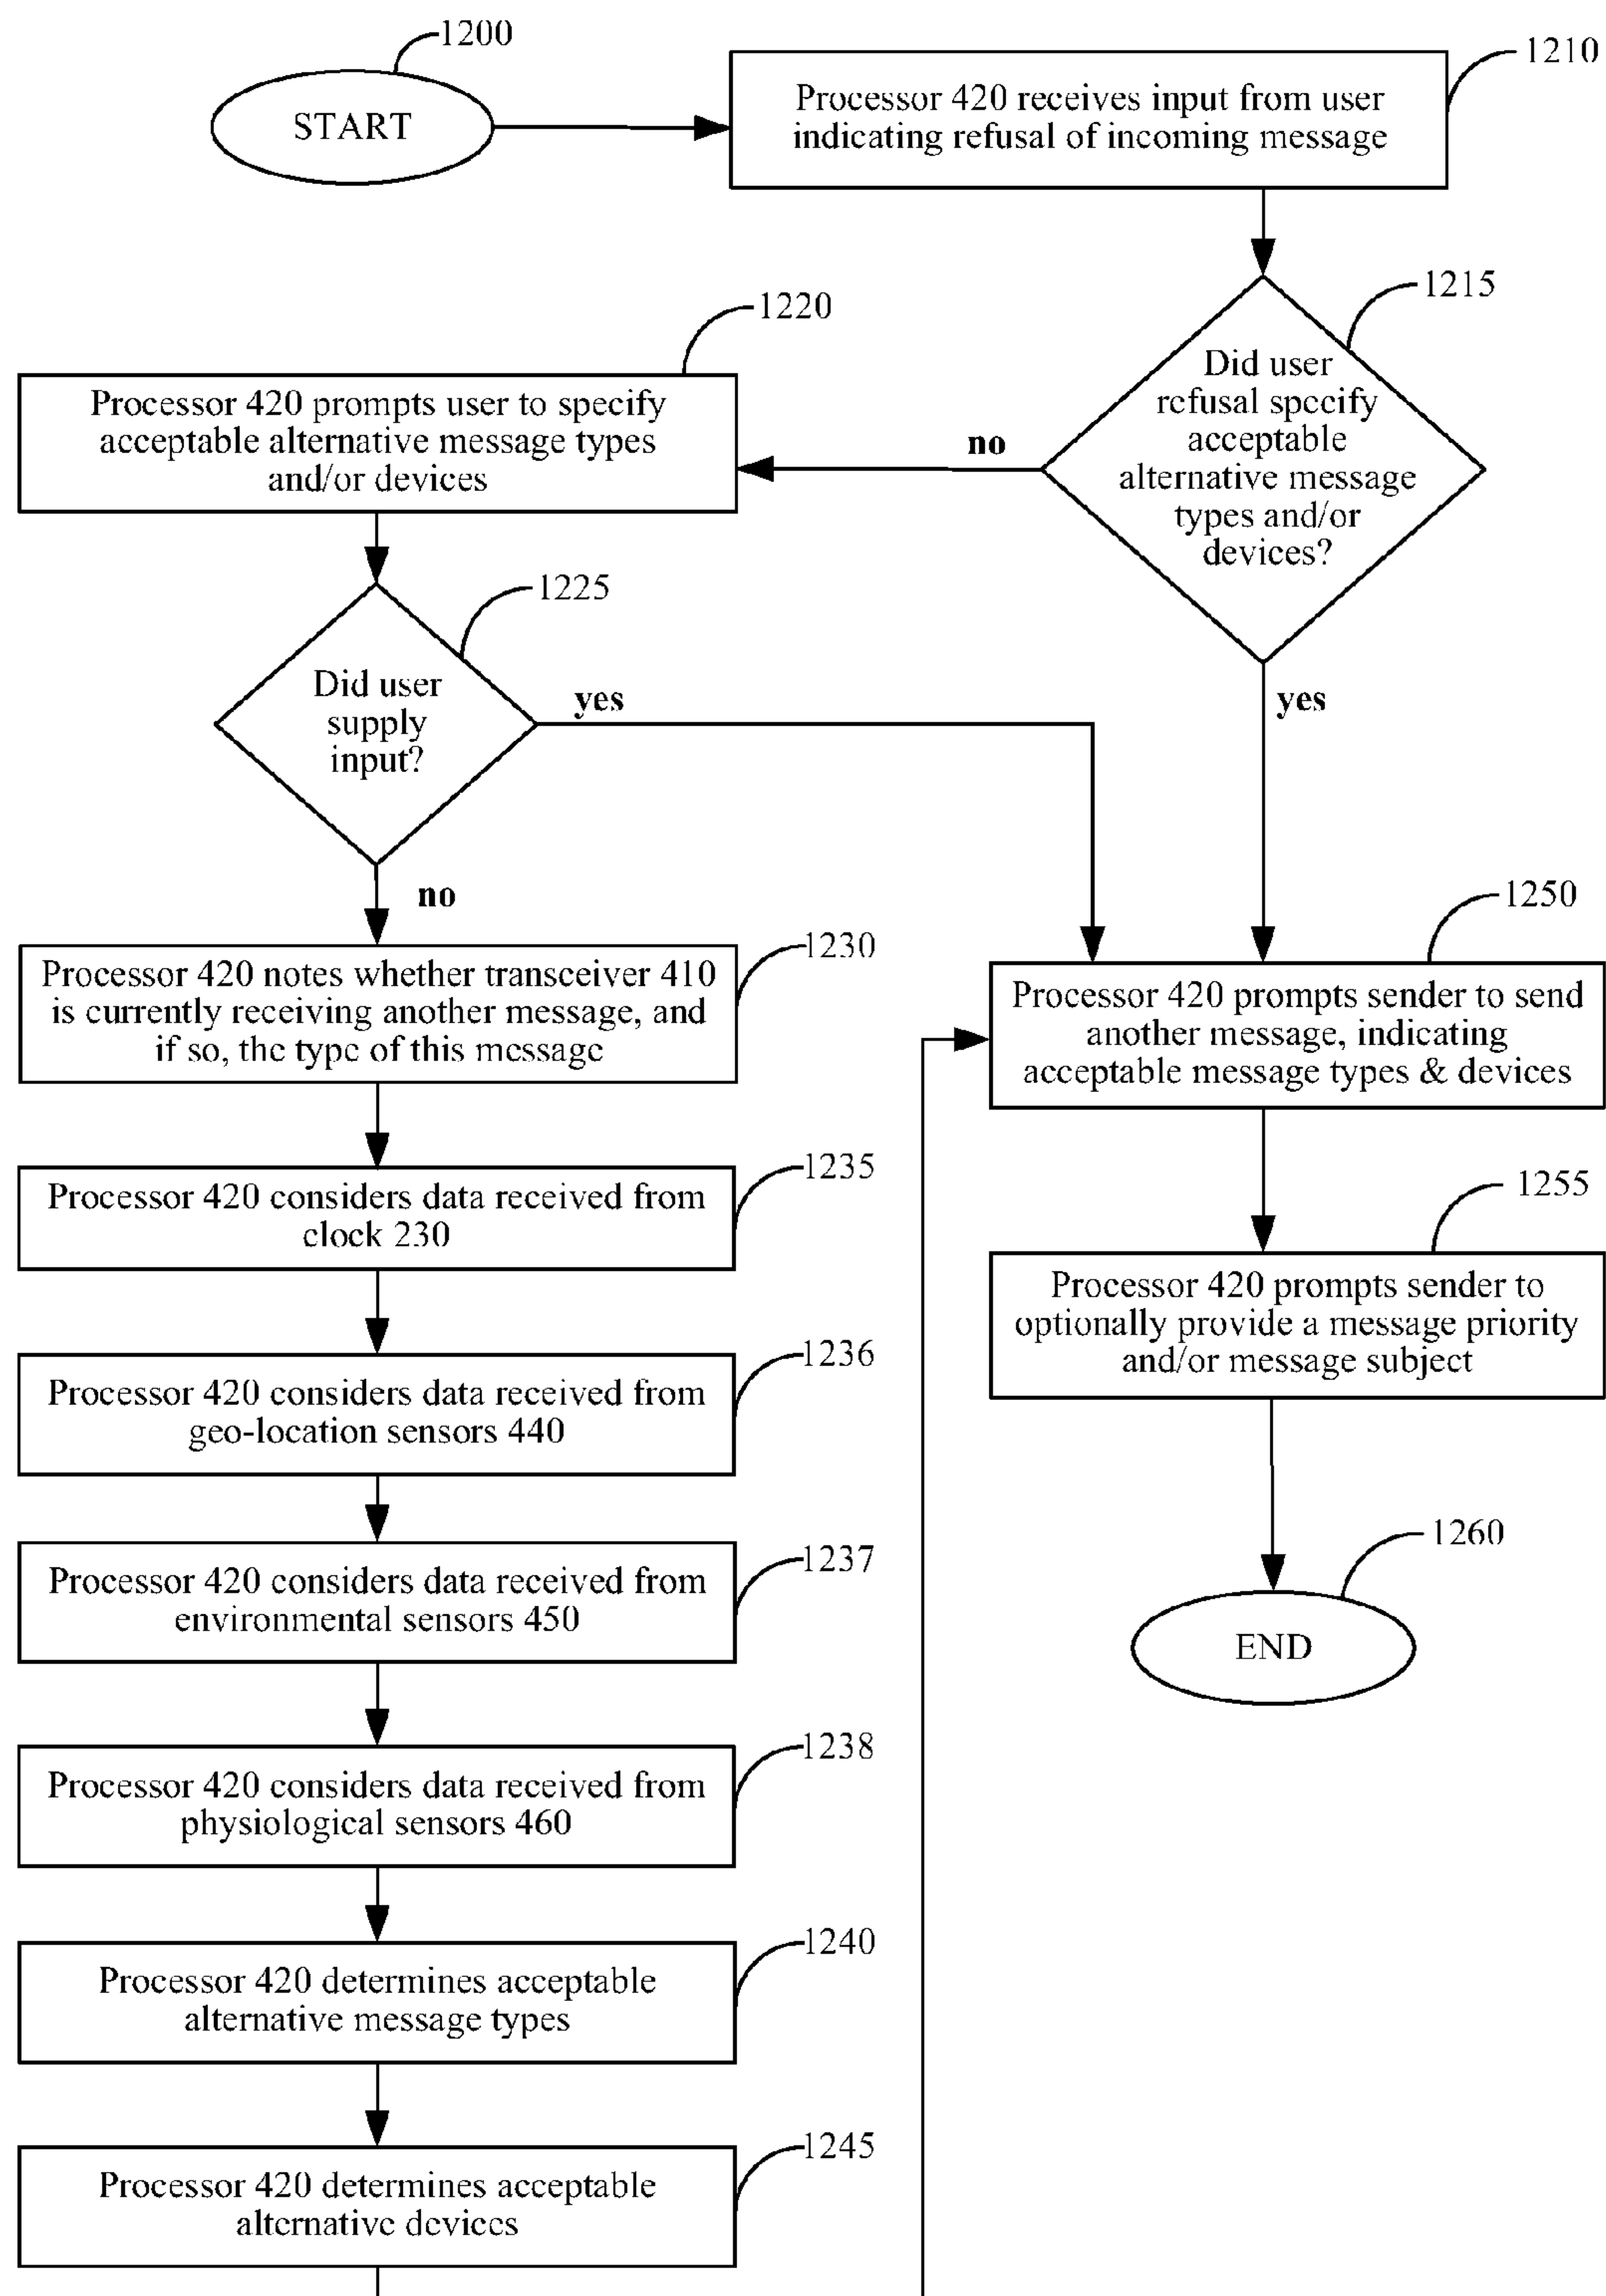 1200
START
1210
Processor 420 receives input from user
indicating refusal of incoming message
1215
Did user
refusal specify
acceptable
alternative message
types and/or
devices?
no
yes
1220
Processor 420 prompts user to specify
acceptable alternative message types
and/or devices
1225
Did user
supply
input?
yes
no
1230
Processor 420 notes whether transceiver 410
is currently receiving another message, and
if so, the type of this message
1235
Processor 420 considers data received from
clock 230
1236
Processor 420 considers data received from
geo-location sensors 440
1237
Processor 420 considers data received from
environmental sensors 450
1238
Processor 420 considers data received from
physiological sensors 460
1240
Processor 420 determines acceptable
alternative message types
1245
Processor 420 determines acceptable
alternative devices
1250
Processor 420 prompts sender to send
another message, indicating
acceptable message types & devices
1255
Processor 420 prompts sender to
optionally provide a message priority
and/or message subject
1260
END